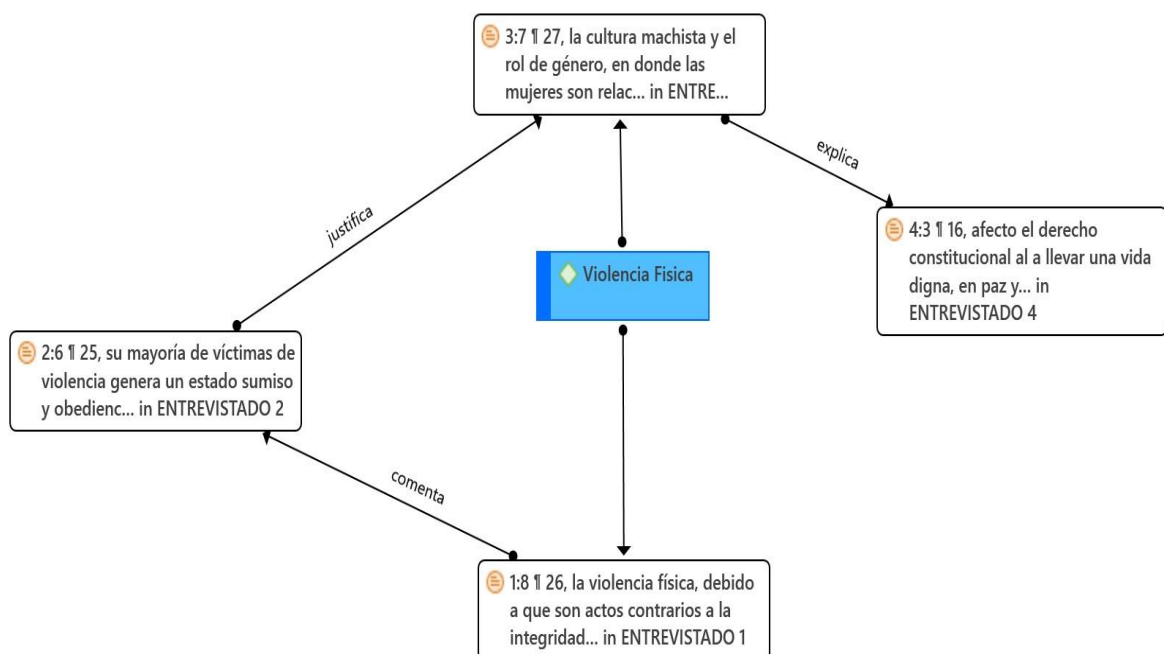 3:7 ¶ 27, la cultura machista y el
rol de género, en donde las
mujeres son relac... in ENTRE...
explica
4:3 ¶ 16, afecto el derecho
constitucional al a llevar una vida
digna, en paz y... in
ENTREVISTADO 4
justifica
Violencia Fisica
2:6 ¶ 25, su mayoría de víctimas de
violencia genera un estado sumiso
y obedienc... in ENTREVISTADO 2
comenta
1:8 ¶ 26, la violencia física, debido
a que son actos contrarios a la
integridad... in ENTREVISTADO 1